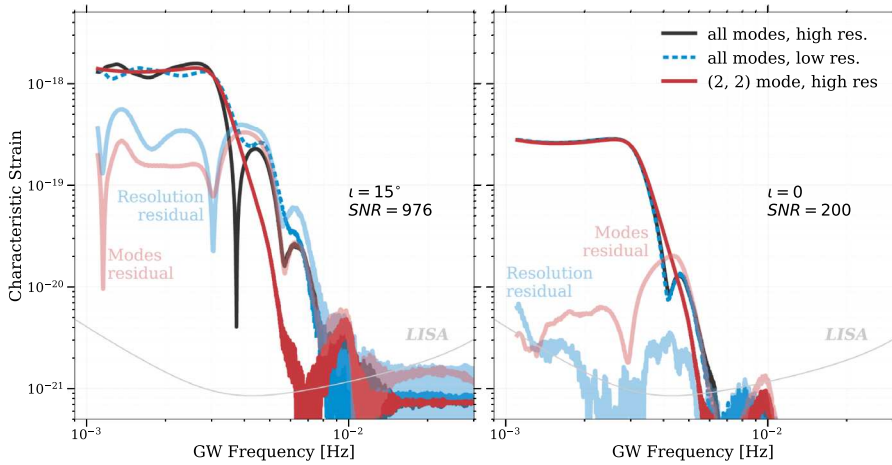 all modes, high res.
all modes, low res.
(2, 2) mode, high res
Characteristic Strain
10⁻¹⁸
10⁻¹⁹
10⁻²⁰
10⁻²¹
Resolution
residual
Modes
residual
ι = 15°
SNR = 976
LISA
Modes
residual
Resolution
residual
ι = 0
SNR = 200
LISA
10⁻³
10⁻²
10⁻³
10⁻²
GW Frequency [Hz]
GW Frequency [Hz]